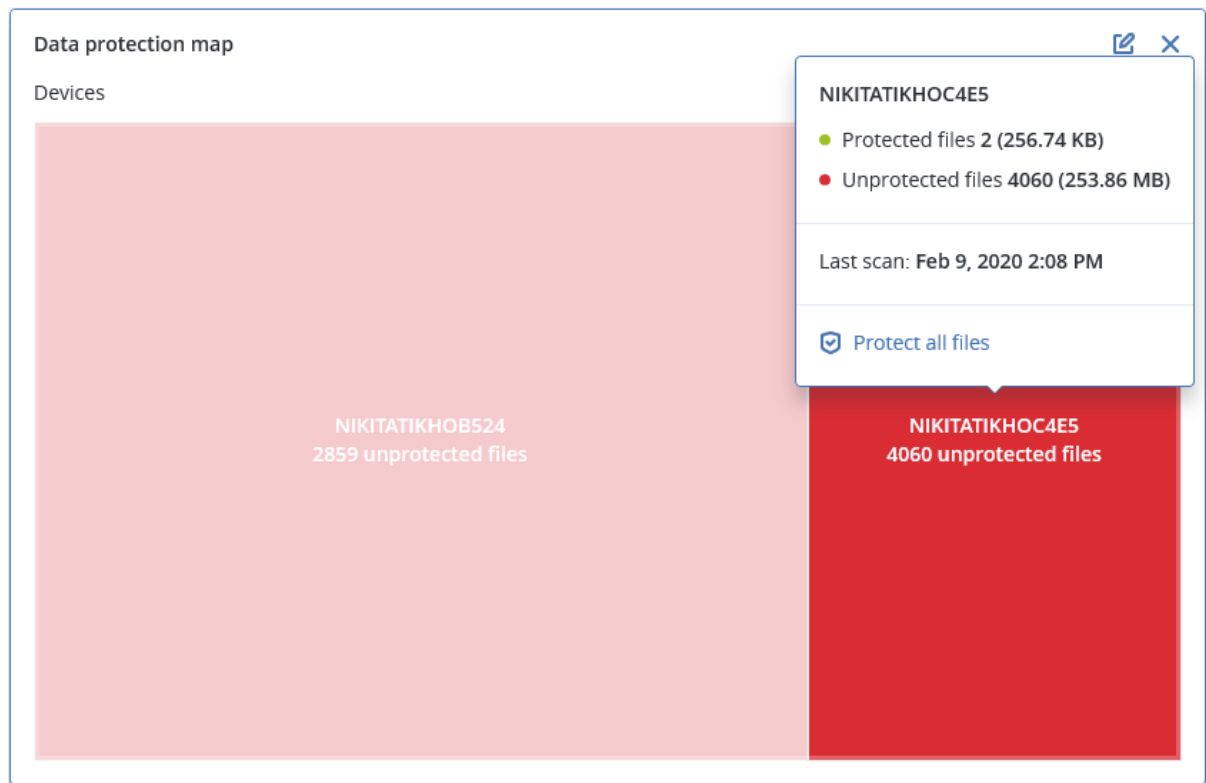 Data protection map
Devices
NIKITATIKHOC4E5
Protected files 2 (256.74 KB)
Unprotected files 4060 (253.86 MB)
Last scan: Feb 9, 2020 2:08 PM
Protect all files
NIKITATIKHOB524
2859 unprotected files
NIKITATIKHOC4E5
4060 unprotected files